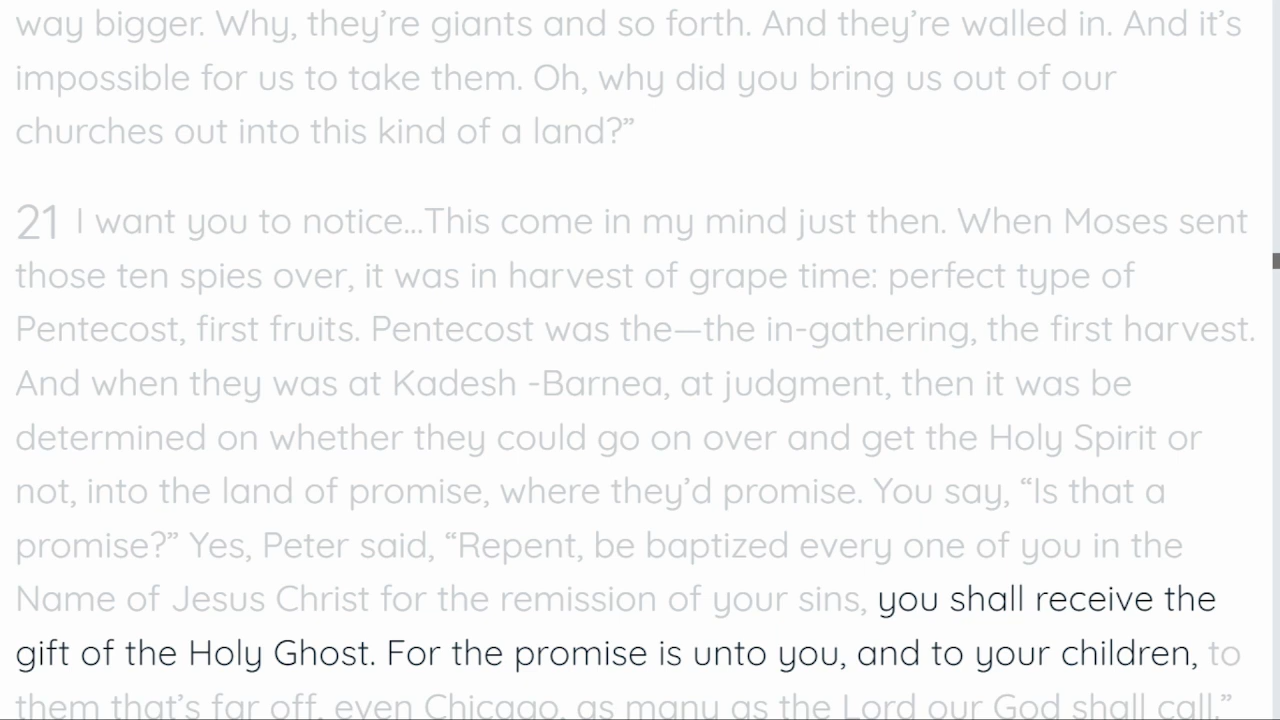 way bigger. Why, they’re giants and so forth. And they’re walled in. And it’s
impossible for us to take them. Oh, why did you bring us out of our
churches out into this kind of a land?”
21 I want you to notice...This come in my mind just then. When Moses sent
those ten spies over, it was in harvest of grape time: perfect type of
Pentecost, first fruits. Pentecost was the—the in-gathering, the first harvest.
And when they was at Kadesh -Barnea, at judgment, then it was be
determined on whether they could go on over and get the Holy Spirit or
not, into the land of promise, where they’d promise. You say, “Is that a
promise?” Yes, Peter said, “Repent, be baptized every one of you in the
Name of Jesus Christ for the remission of your sins, you shall receive the
gift of the Holy Ghost. For the promise is unto you, and to your children, to
them that’s far off, even Chicago, as many as the Lord our God shall call.”